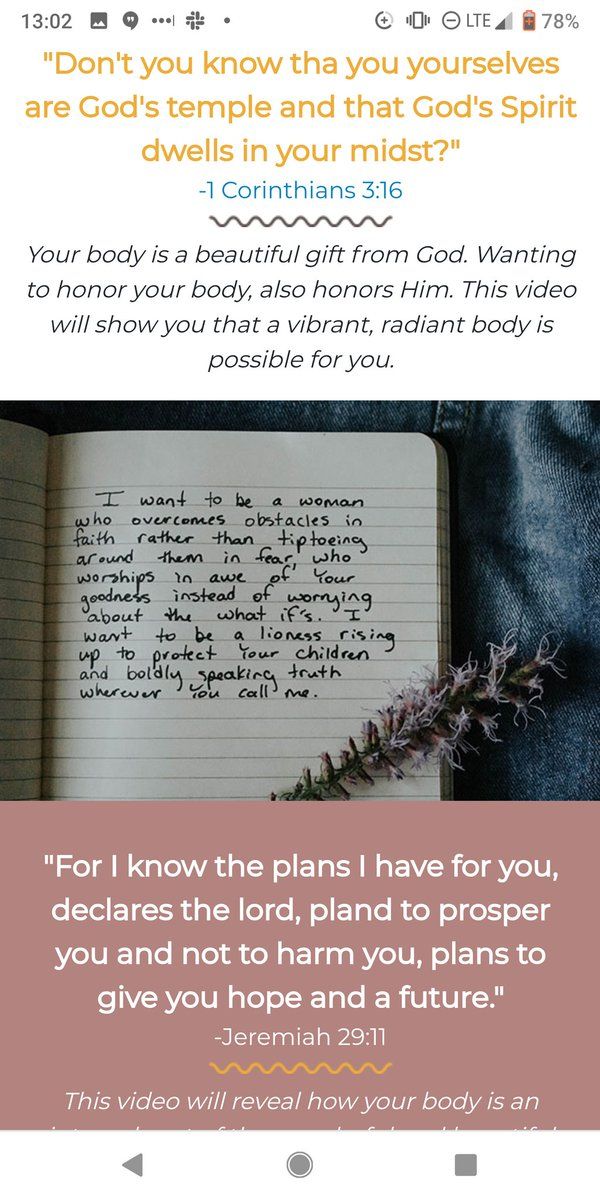 13:02
LTE
78%
"Don't you know tha you yourselves
are God's temple and that God's Spirit
dwells in your midst?"
-1 Corinthians 3:16
Your body is a beautiful gift from God. Wanting
to honor your body, also honors Him. This video
will show you that a vibrant, radiant body is
possible for you.
I want to be a woman
who overcomes obstacles in
faith rather than tiptoeing
around them in fear, who
worships in awe of Your
goodness instead of worrying
about the what if's. I
want to be a lioness rising
up to protect Your children
and boldly speaking truth
wherever You call me.
"For I know the plans I have for you,
declares the lord, pland to prosper
you and not to harm you, plans to
give you hope and a future."
-Jeremiah 29:11
This video will reveal how your body is an